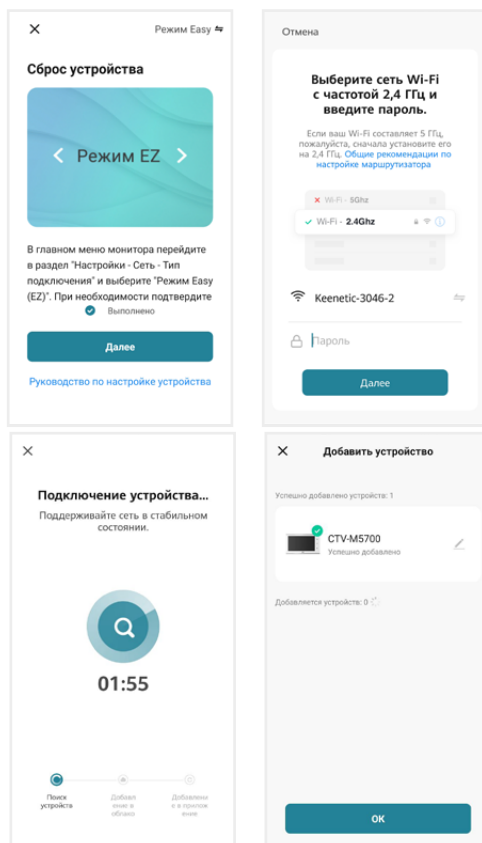 Режим Easy
Сброс устройства
Режим EZ
В главном меню монитора перейдите
в раздел "Настройки - Сеть - Тип
подключения" и выберите "Режим Easy
(EZ)". При необходимости подтвердите
Выполнено
Далее
Руководство по настройке устройства
Отмена
Выберите сеть Wi-Fi
с частотой 2,4 ГГц и
введите пароль.
Если ваш Wi-Fi составляет 5 ГГц,
пожалуйста, сначала установите его
на 2,4 ГГц. Общие рекомендации по
настройке маршрутизатора
Wi-Fi - 5Ghz
Wi-Fi - 2.4Ghz
Keenetic-3046-2
Пароль
Далее
Подключение устройства...
Поддерживайте сеть в стабильном
состоянии.
01:55
Поиск
устройств
Добавл
ение в
облако
Добавлени
е в прилож
ение
Добавить устройство
Успешно добавлено устройств: 1
CTV-M5700
Успешно добавлено
Добавляется устройств: 0
ОК